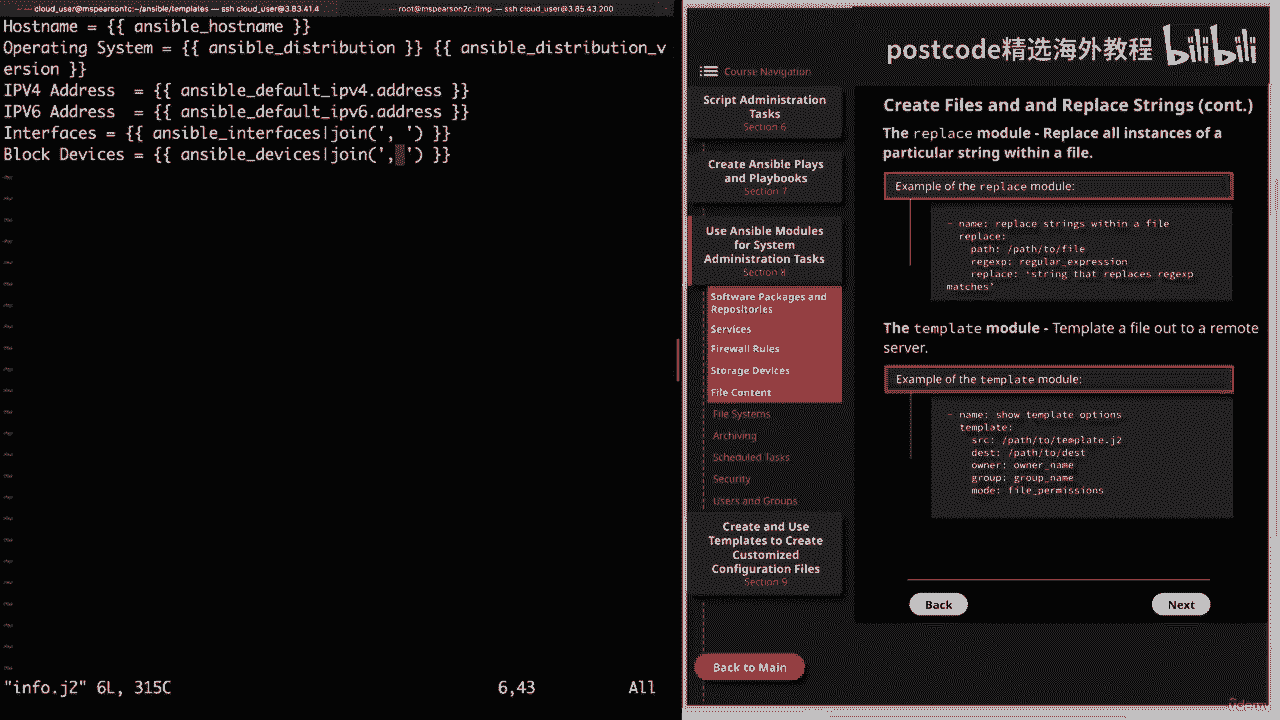 cloud_user@mspearson1c:~/ansible/templates — ssh cloud_user@3.83.41.4
root@mspearson2c:/tmp — ssh cloud_user@3.85.43.200
Hostname = {{ ansible_hostname }}
Operating System = {{ ansible_distribution }} {{ ansible_distribution_v
ersion }}
IPV4 Address  = {{ ansible_default_ipv4.address }}
IPV6 Address  = {{ ansible_default_ipv6.address }}
Interfaces = {{ ansible_interfaces|join(', ') }}
Block Devices = {{ ansible_devices|join(', ') }}
"info.j2" 6L, 315C
6,43
All
postcode精选海外教程 bilibili
Course Navigation
Script Administration
Tasks
Section 6
Create Ansible Plays
and Playbooks
Section 7
Use Ansible Modules
for System
Administration Tasks
Section 8
Software Packages and
Repositories
Services
Firewall Rules
Storage Devices
File Content
File Systems
Archiving
Scheduled Tasks
Security
Users and Groups
Create and Use
Templates to Create
Customized
Configuration Files
Section 9
Back to Main
Create Files and and Replace Strings (cont.)
The replace module - Replace all instances of a
particular string within a file.
Example of the replace module:
- name: replace strings within a file
replace:
path: /path/to/file
regexp: regular_expression
replace: 'string that replaces regexp
matches'
The template module - Template a file out to a remote
server.
Example of the template module:
- name: show template options
template:
src: /path/to/template.j2
dest: /path/to/dest
owner: owner_name
group: group_name
mode: file_permissions
Back
Next
ûdemy